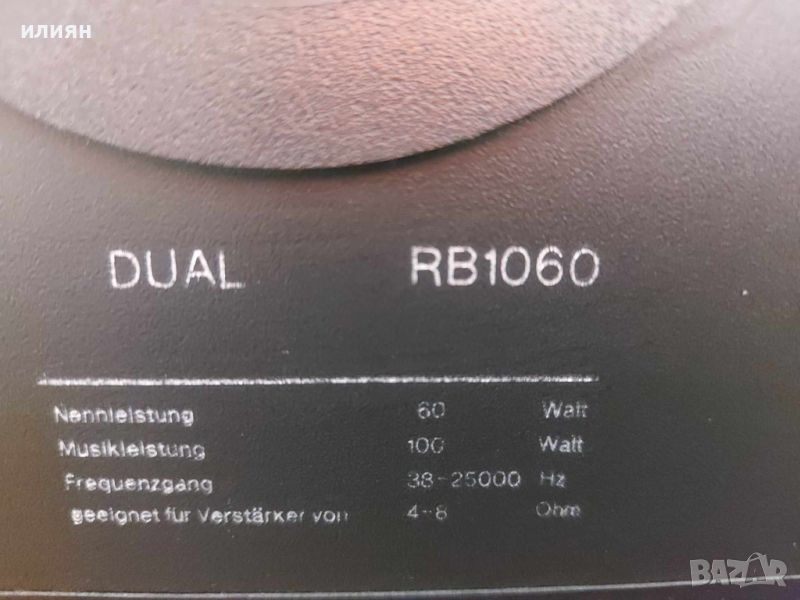 илиян
DUAL RB1060
Nennleistung 60 Watt
Musikleistung 100 Watt
Frequenzgang 38-25000 Hz
geeignet für Verstärker von 4-8 Ohm
BAZAR